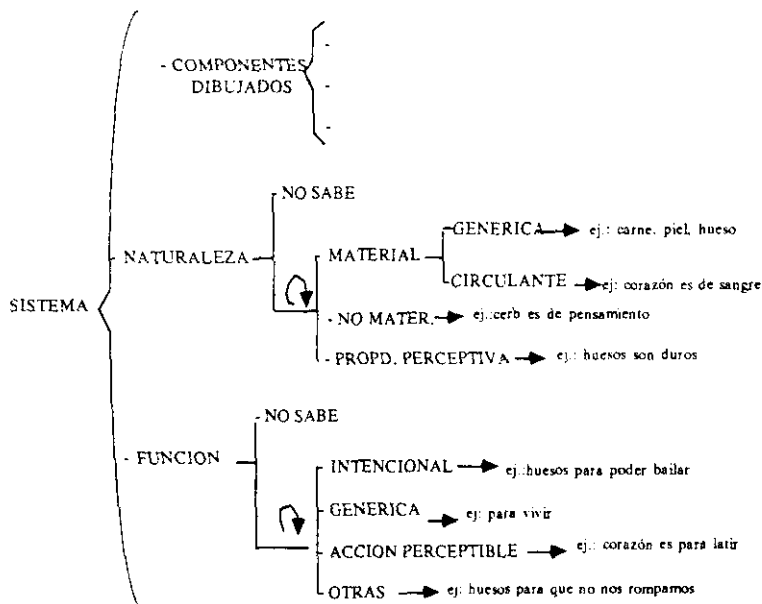 - COMPONENTES
DIBUJADOS
-
-
-
- NO SABE
- NATURALEZA
- MATERIAL
- GENERICA
ej.: carne, piel, hueso
- CIRCULANTE
ej: corazón es de sangre
SISTEMA
- NO MATER.
ej.:cerb es de pensamiento
- PROPD. PERCEPTIVA
ej.: huesos son duros
- NO SABE
- FUNCION
- INTENCIONAL
ej.:huesos para poder bailar
- GENERICA
ej: para vivir
- ACCION PERCEPTIBLE
ej.: corazón es para latir
- OTRAS
ej: huesos para que no nos rompamos